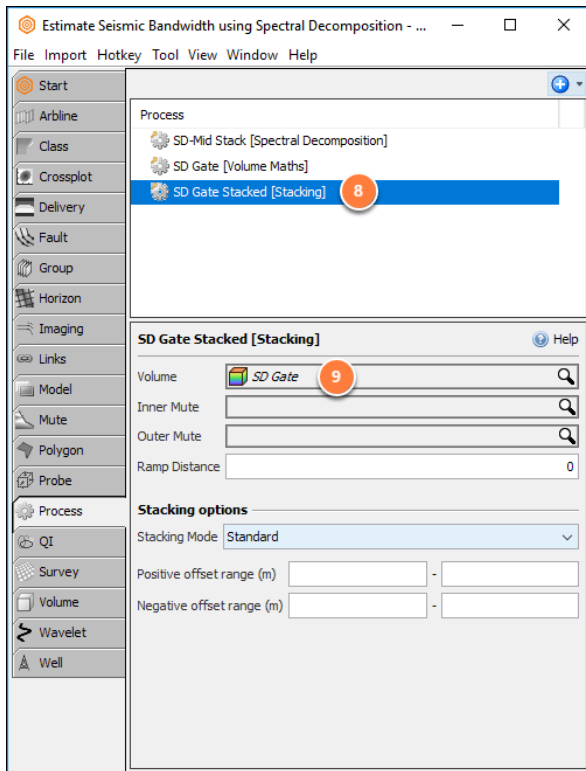 Estimate Seismic Bandwidth using Spectral Decomposition - ...
File Import Hotkey Tool View Window Help
Start
Arbline
Class
Crossplot
Delivery
Fault
Group
Horizon
Imaging
Links
Model
Mute
Polygon
Probe
Process
QI
Survey
Volume
Wavelet
Well
Process
SD-Mid Stack [Spectral Decomposition]
SD Gate [Volume Maths]
SD Gate Stacked [Stacking] 8
SD Gate Stacked [Stacking] Help
Volume SD Gate 9
Inner Mute
Outer Mute
Ramp Distance 0
Stacking options
Stacking Mode Standard
Positive offset range (m) -
Negative offset range (m) -